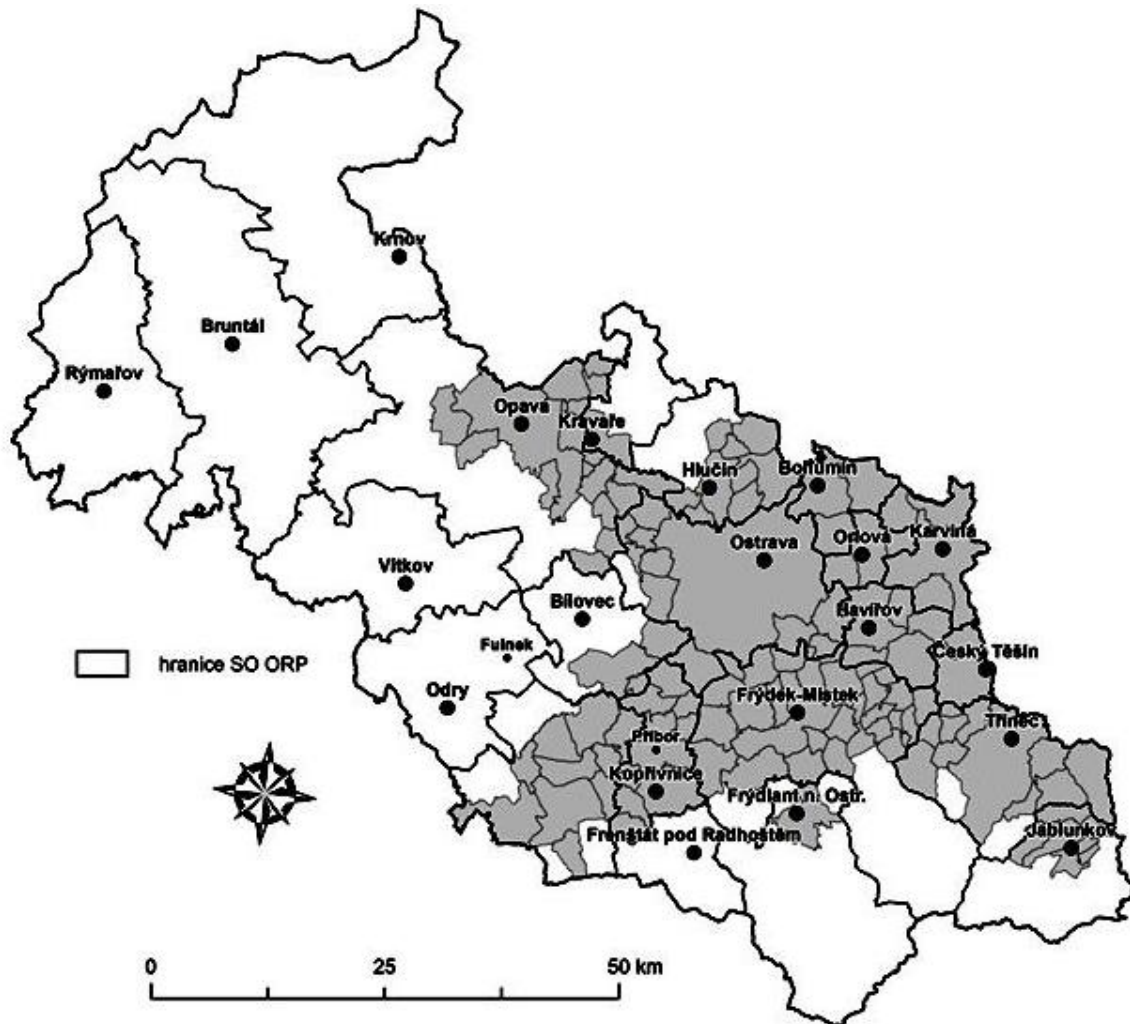 Krnov
Bruntál
Rýmařov
Opava
Kravaře
Hlučín
Bohumín
Ostrava
Orlová
Karviná
Vítkov
Bílovec
Havířov
Fulnek
hranice SO ORP
Český Těšín
Odry
Frýdek-Místek
Třinec
Příbor
Kopřivnice
Frýdlant n. Ostr.
Frenštát pod Radhoštěm
Jablunkov
0 25 50 km